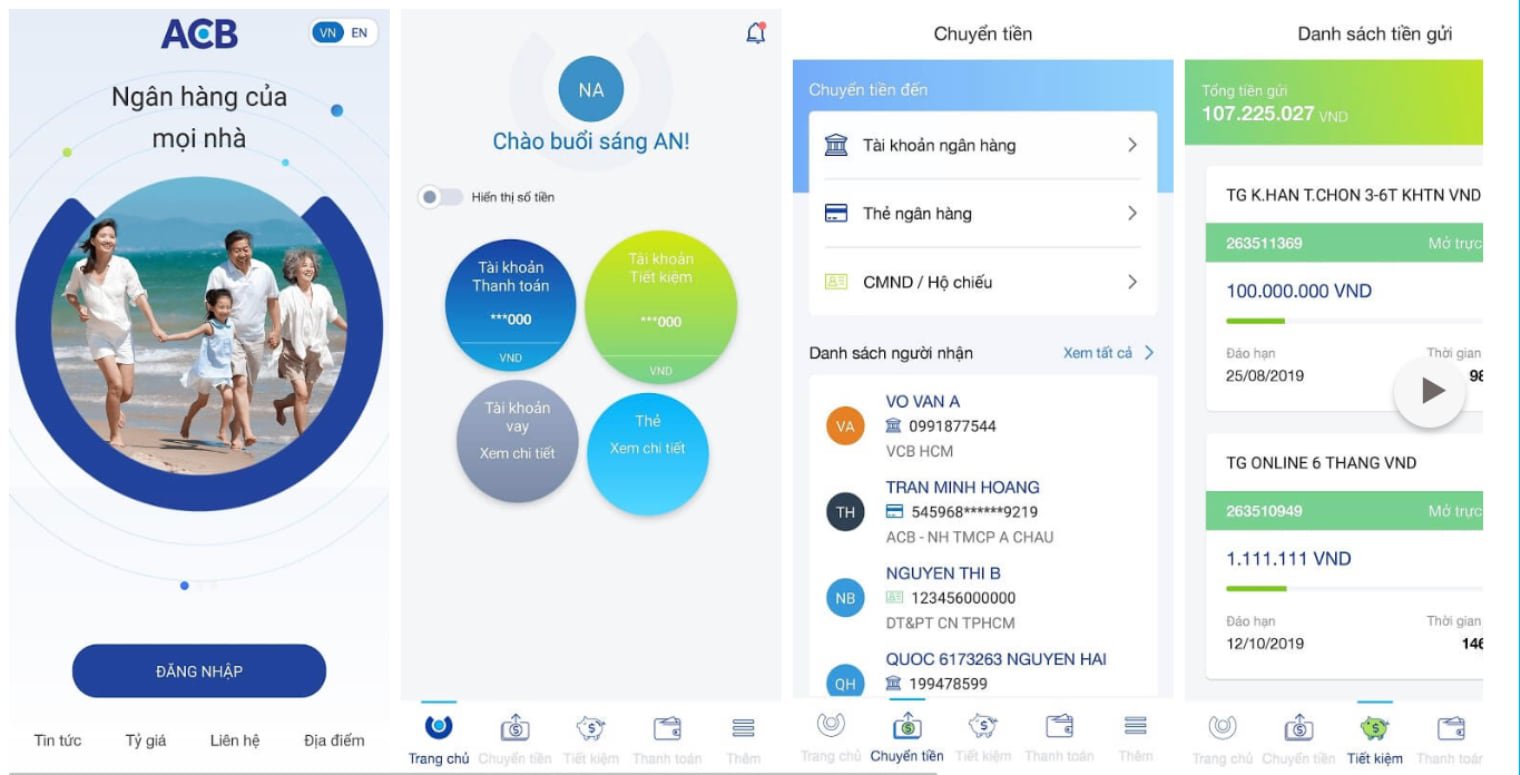 ACB
VN EN
Ngân hàng của
mọi nhà
ĐĂNG NHẬP
Tin tức Tỷ giá Liên hệ Địa điểm
NA
Chào buổi sáng AN!
Hiển thị số tiền
Tài khoản
Thanh toán
***000
VND
Tài khoản
Tiết kiệm
***000
VND
Tài khoản
vay
Xem chi tiết
Thẻ
Xem chi tiết
Trang chủ Chuyển tiền Tiết kiệm Thanh toán Thêm
Chuyển tiền
Chuyển tiền đến
Tài khoản ngân hàng
Thẻ ngân hàng
CMND / Hộ chiếu
Danh sách người nhận Xem tất cả
VA
VO VAN A
0991877544
VCB HCM
TH
TRAN MINH HOANG
545968******9219
ACB - NH TMCP A CHAU
NB
NGUYEN THI B
123456000000
DT&PT CN TPHCM
QH
QUOC 6173263 NGUYEN HAI
199478599
Trang chủ Chuyển tiền Tiết kiệm Thanh toán Thêm
Danh sách tiền gửi
Tổng tiền gửi
107.225.027 VND
TG K.HAN T.CHON 3-6T KHTN VND
263511369 Mở trực
100.000.000 VND
Đáo hạn Thời gian
25/08/2019
TG ONLINE 6 THANG VND
263510949 Mở trực
1.111.111 VND
Đáo hạn Thời gian
12/10/2019 146
Trang chủ Chuyển tiền Tiết kiệm Thanh toán